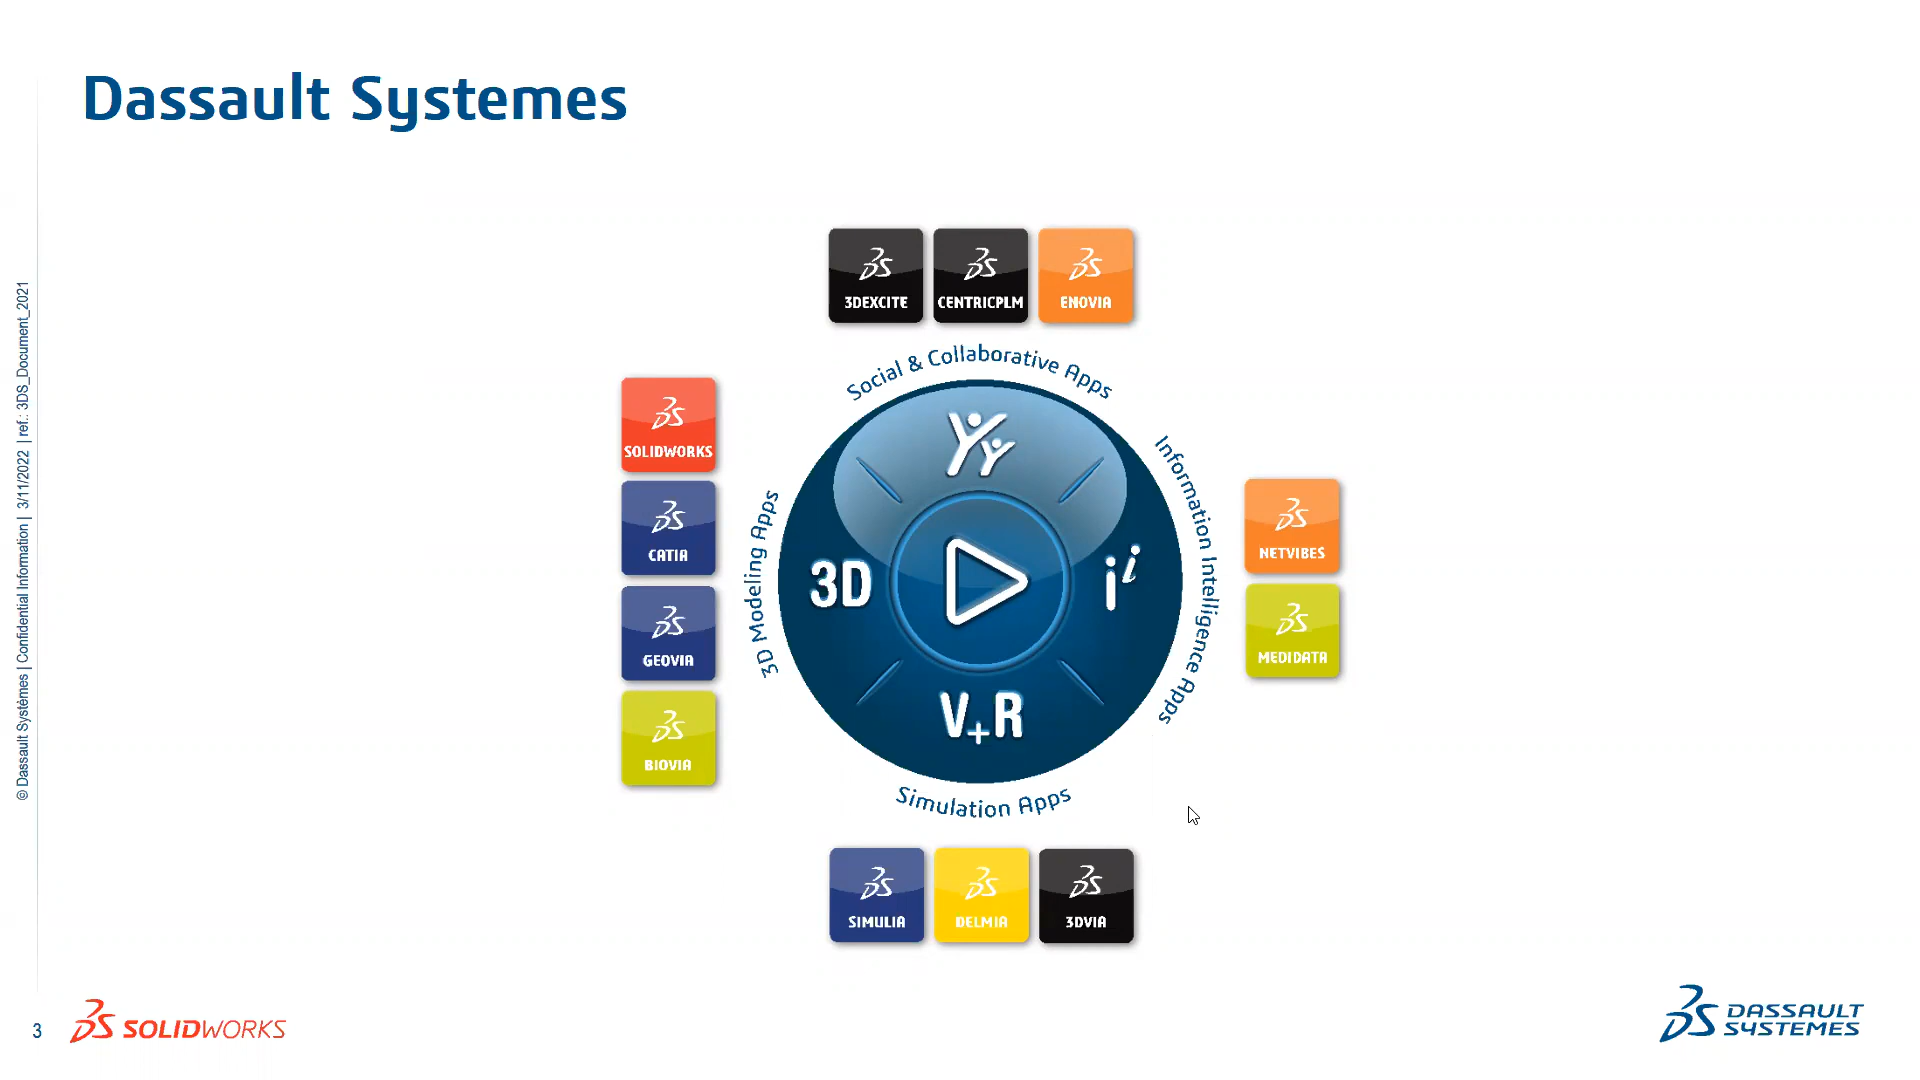 Dassault Systemes
3DEXCITE
CENTRICPLM
ENOVIA
Social & Collaborative Apps
SOLIDWORKS
CATIA
GEOVIA
BIOVIA
3D Modeling Apps
3D
i i
V+R
Information Intelligence Apps
NETVIBES
MEDIDATA
Simulation Apps
SIMULIA
DELMIA
3DVIA
© Dassault Systèmes | Confidential Information | 3/11/2022 | ref.: 3DS_Document_2021
3
SOLIDWORKS
DASSAULT
SYSTEMES